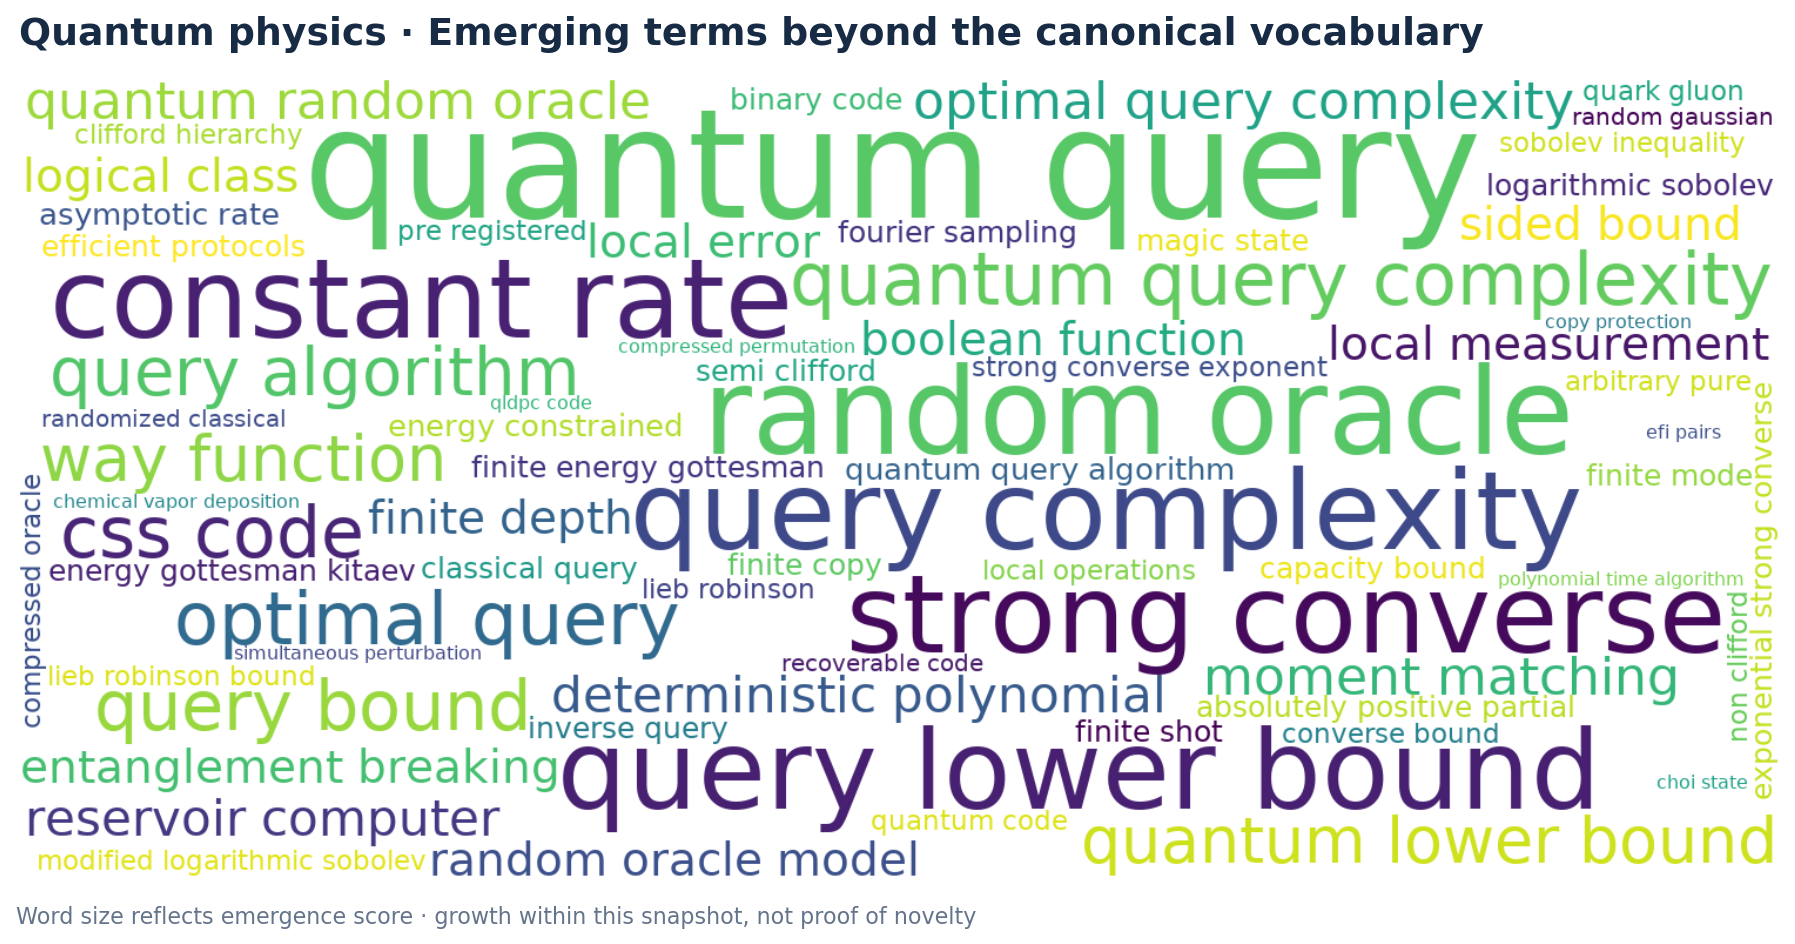 Quantum physics · Emerging terms beyond the canonical vocabulary
quantum random oracle
binary code
optimal query complexity
quark gluon
random gaussian
clifford hierarchy
quantum query
sobolev inequality
logical class
logarithmic sobolev
asymptotic rate
pre registered
local error
fourier sampling
magic state
sided bound
efficient protocols
constant rate
quantum query complexity
copy protection
compressed permutation
boolean function
local measurement
query algorithm
semi clifford
strong converse exponent
arbitrary pure
qldpc code
randomized classical
energy constrained
random oracle
efi pairs
way function
finite energy gottesman
quantum query algorithm
finite mode
exponential strong converse
compressed oracle
chemical vapor deposition
css code
finite depth
query complexity
energy gottesman kitaev
classical query
finite copy
local operations
capacity bound
polynomial time algorithm
lieb robinson
optimal query
strong converse
non clifford
simultaneous perturbation
recoverable code
lieb robinson bound
moment matching
query bound
deterministic polynomial
absolutely positive partial
inverse query
finite shot
converse bound
entanglement breaking
query lower bound
choi state
reservoir computer
quantum code
quantum lower bound
modified logarithmic sobolev
random oracle model
Word size reflects emergence score · growth within this snapshot, not proof of novelty